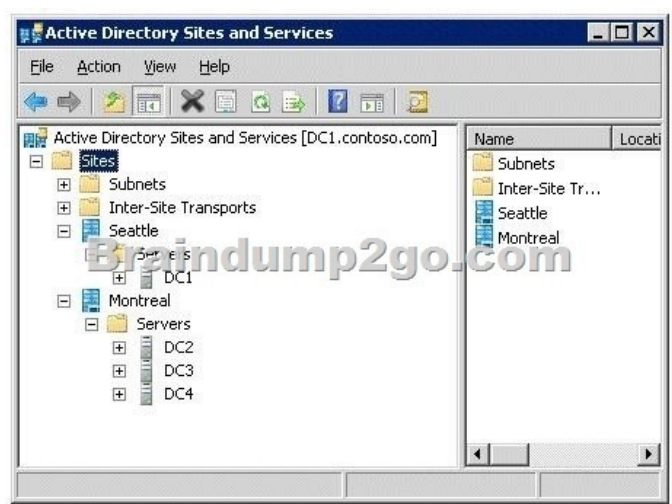 Active Directory Sites and Services
File Action View Help
Active Directory Sites and Services [DC1.contoso.com]
Sites
Subnets
Inter-Site Transports
Seattle
Servers
DC1
Montreal
Servers
DC2
DC3
DC4
Name Locati
Subnets
Inter-Site Tr...
Seattle
Montreal
Braindump2go.com